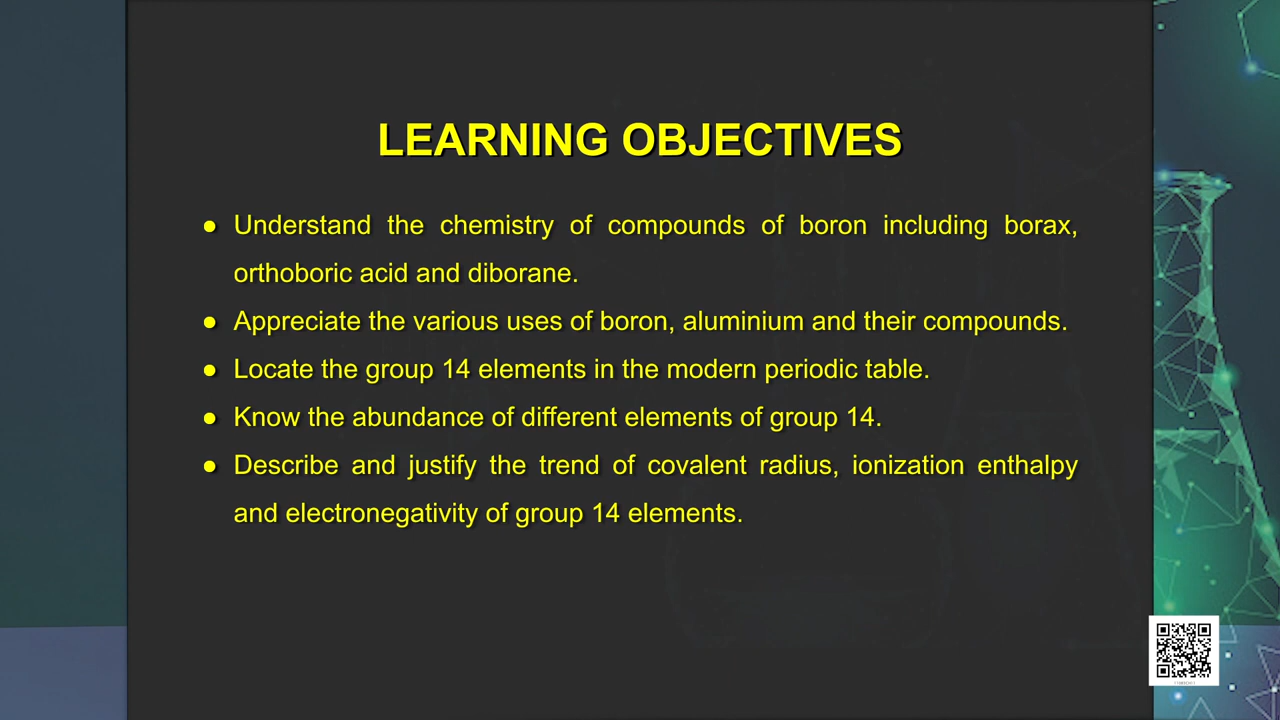 LEARNING OBJECTIVES
● Understand the chemistry of compounds of boron including borax,
orthoboric acid and diborane.
● Appreciate the various uses of boron, aluminium and their compounds.
● Locate the group 14 elements in the modern periodic table.
● Know the abundance of different elements of group 14.
● Describe and justify the trend of covalent radius, ionization enthalpy
and electronegativity of group 14 elements.